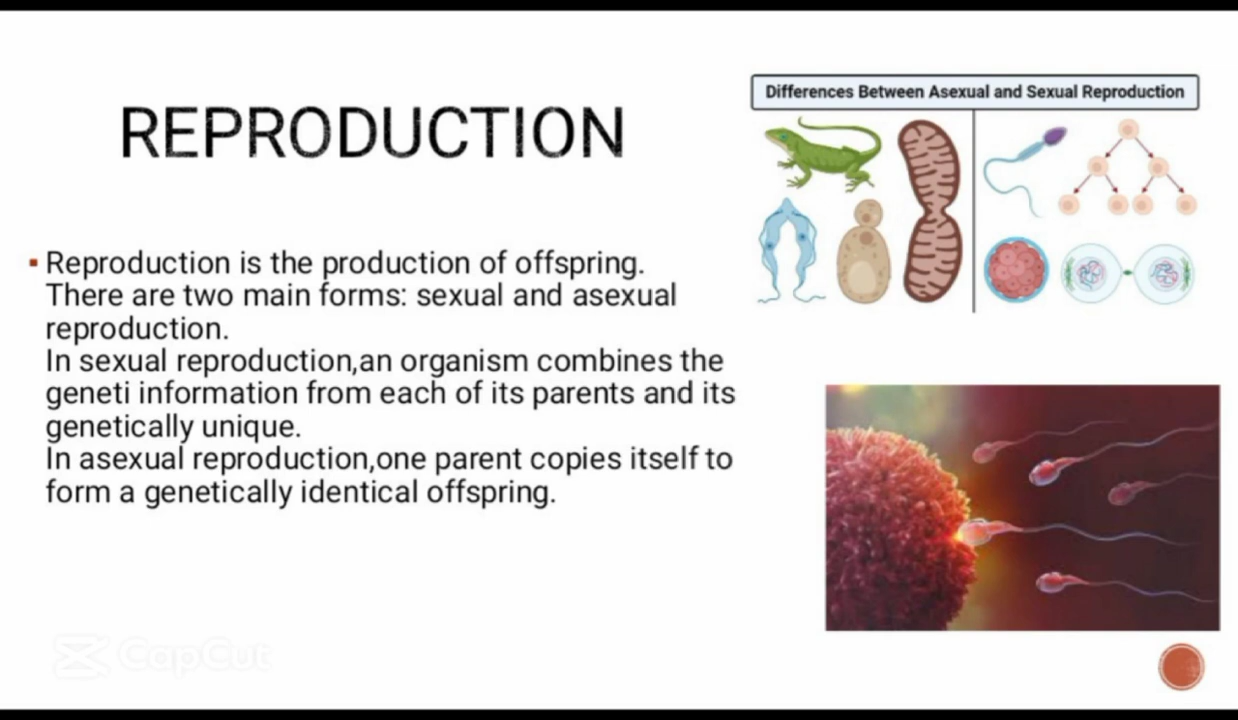 REPRODUCTION
Differences Between Asexual and Sexual Reproduction
Reproduction is the production of offspring.
There are two main forms: sexual and asexual
reproduction.
In sexual reproduction,an organism combines the
geneti information from each of its parents and its
genetically unique.
In asexual reproduction,one parent copies itself to
form a genetically identical offspring.
CapCut